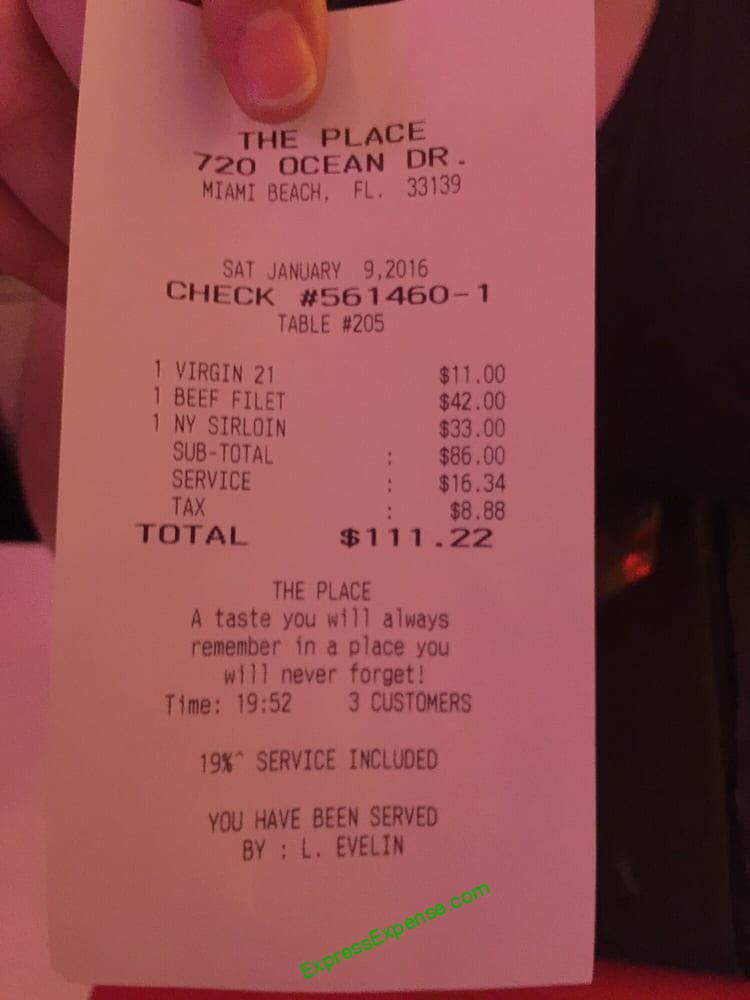 THE PLACE
720 OCEAN DR.
MIAMI BEACH, FL. 33139
SAT JANUARY 9,2016
CHECK #561460-1
TABLE #205
1 VIRGIN 21 $11.00
1 BEEF FILET $42.00
1 NY SIRLOIN $33.00
SUB-TOTAL : $86.00
SERVICE : $16.34
TAX : $8.88
TOTAL $111.22
THE PLACE
A taste you will always
remember in a place you
will never forget!
Time: 19:52 3 CUSTOMERS
19%^ SERVICE INCLUDED
YOU HAVE BEEN SERVED
BY : L. EVELIN
ExpressExpense.com